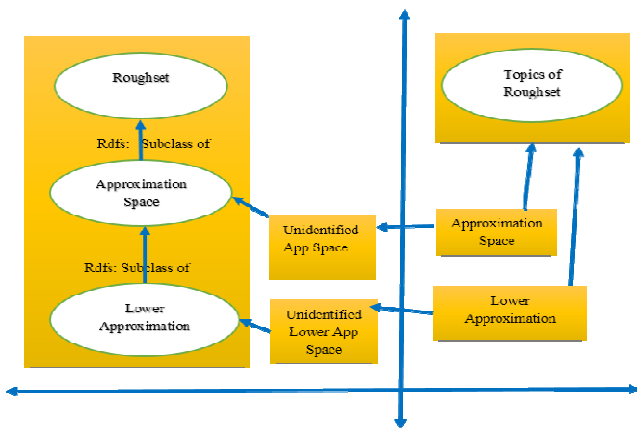 Roughset
Rdfs: Subclass of
Approximation
Space
Rdfs: Subclass of
Lower
Approximation
Unidentified
App Space
Unidentified
Lower App
Space
Topics of
Roughset
Approximation
Space
Lower
Approximation